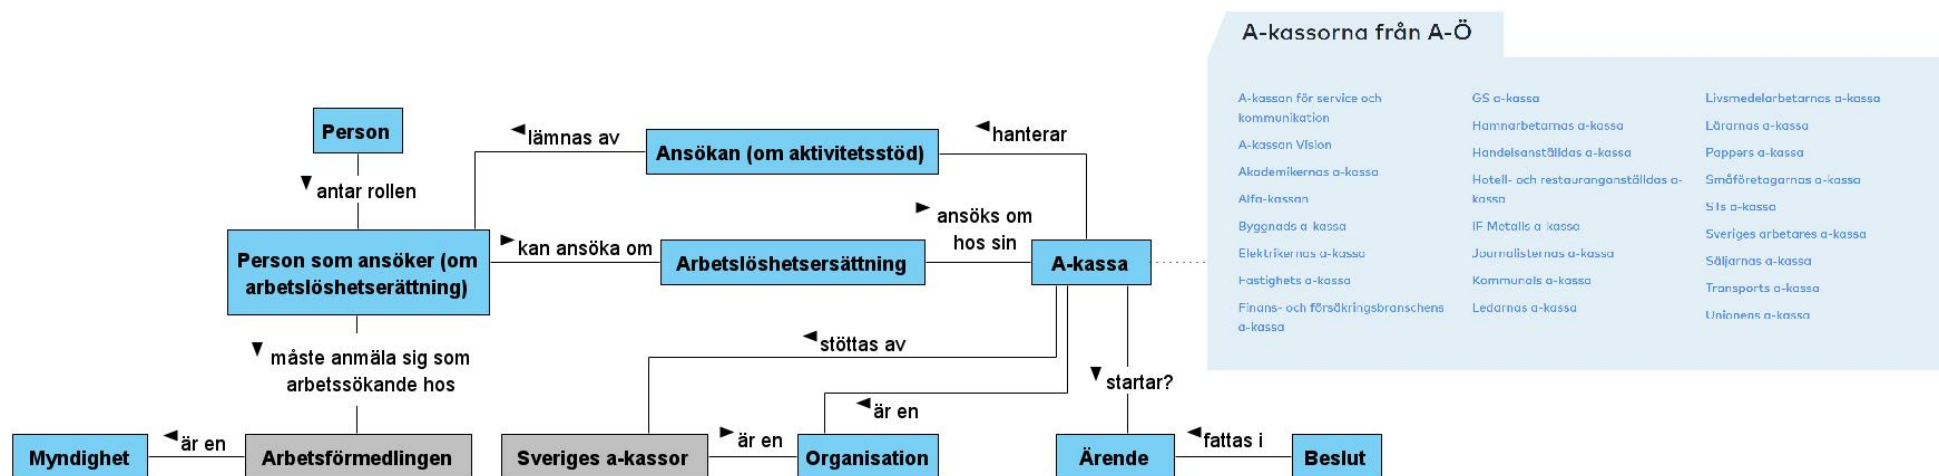 A-kassorna från A-Ö
A-kassan för service och
kommunikation
A-kassan Vision
Akademikernas a-kassa
Alfa-kassan
Byggnads a-kassa
Elektrikernas a-kassa
Fastighets a-kassa
Finans- och försäkringsbranschens
a-kassa
GS a-kassa
Hamnarbetarnas a-kassa
Handelsanställdas a-kassa
Hotell- och restauranganställdas a-
kassa
IF Metalls a-kassa
Journalisternas a-kassa
Kommunals a-kassa
Ledarnas a-kassa
Livsmedelarbetarnas a-kassa
Lärarnas a-kassa
Pappers a-kassa
Småföretagarnas a-kassa
STs a-kassa
Sveriges arbetares a-kassa
Säljarnas a-kassa
Transports a-kassa
Unionens a-kassa
Person
antar rollen
lämnas av
Ansökan (om aktivitetsstöd)
hanterar
Person som ansöker (om
arbetslöshetserättning)
kan ansöka om
Arbetslöshetsersättning
ansöks om
hos sin
A-kassa
måste anmäla sig som
arbetssökande hos
stöttas av
är en
startar?
Myndighet
är en
Arbetsförmedlingen
Sveriges a-kassor
är en
Organisation
Ärende
fattas i
Beslut